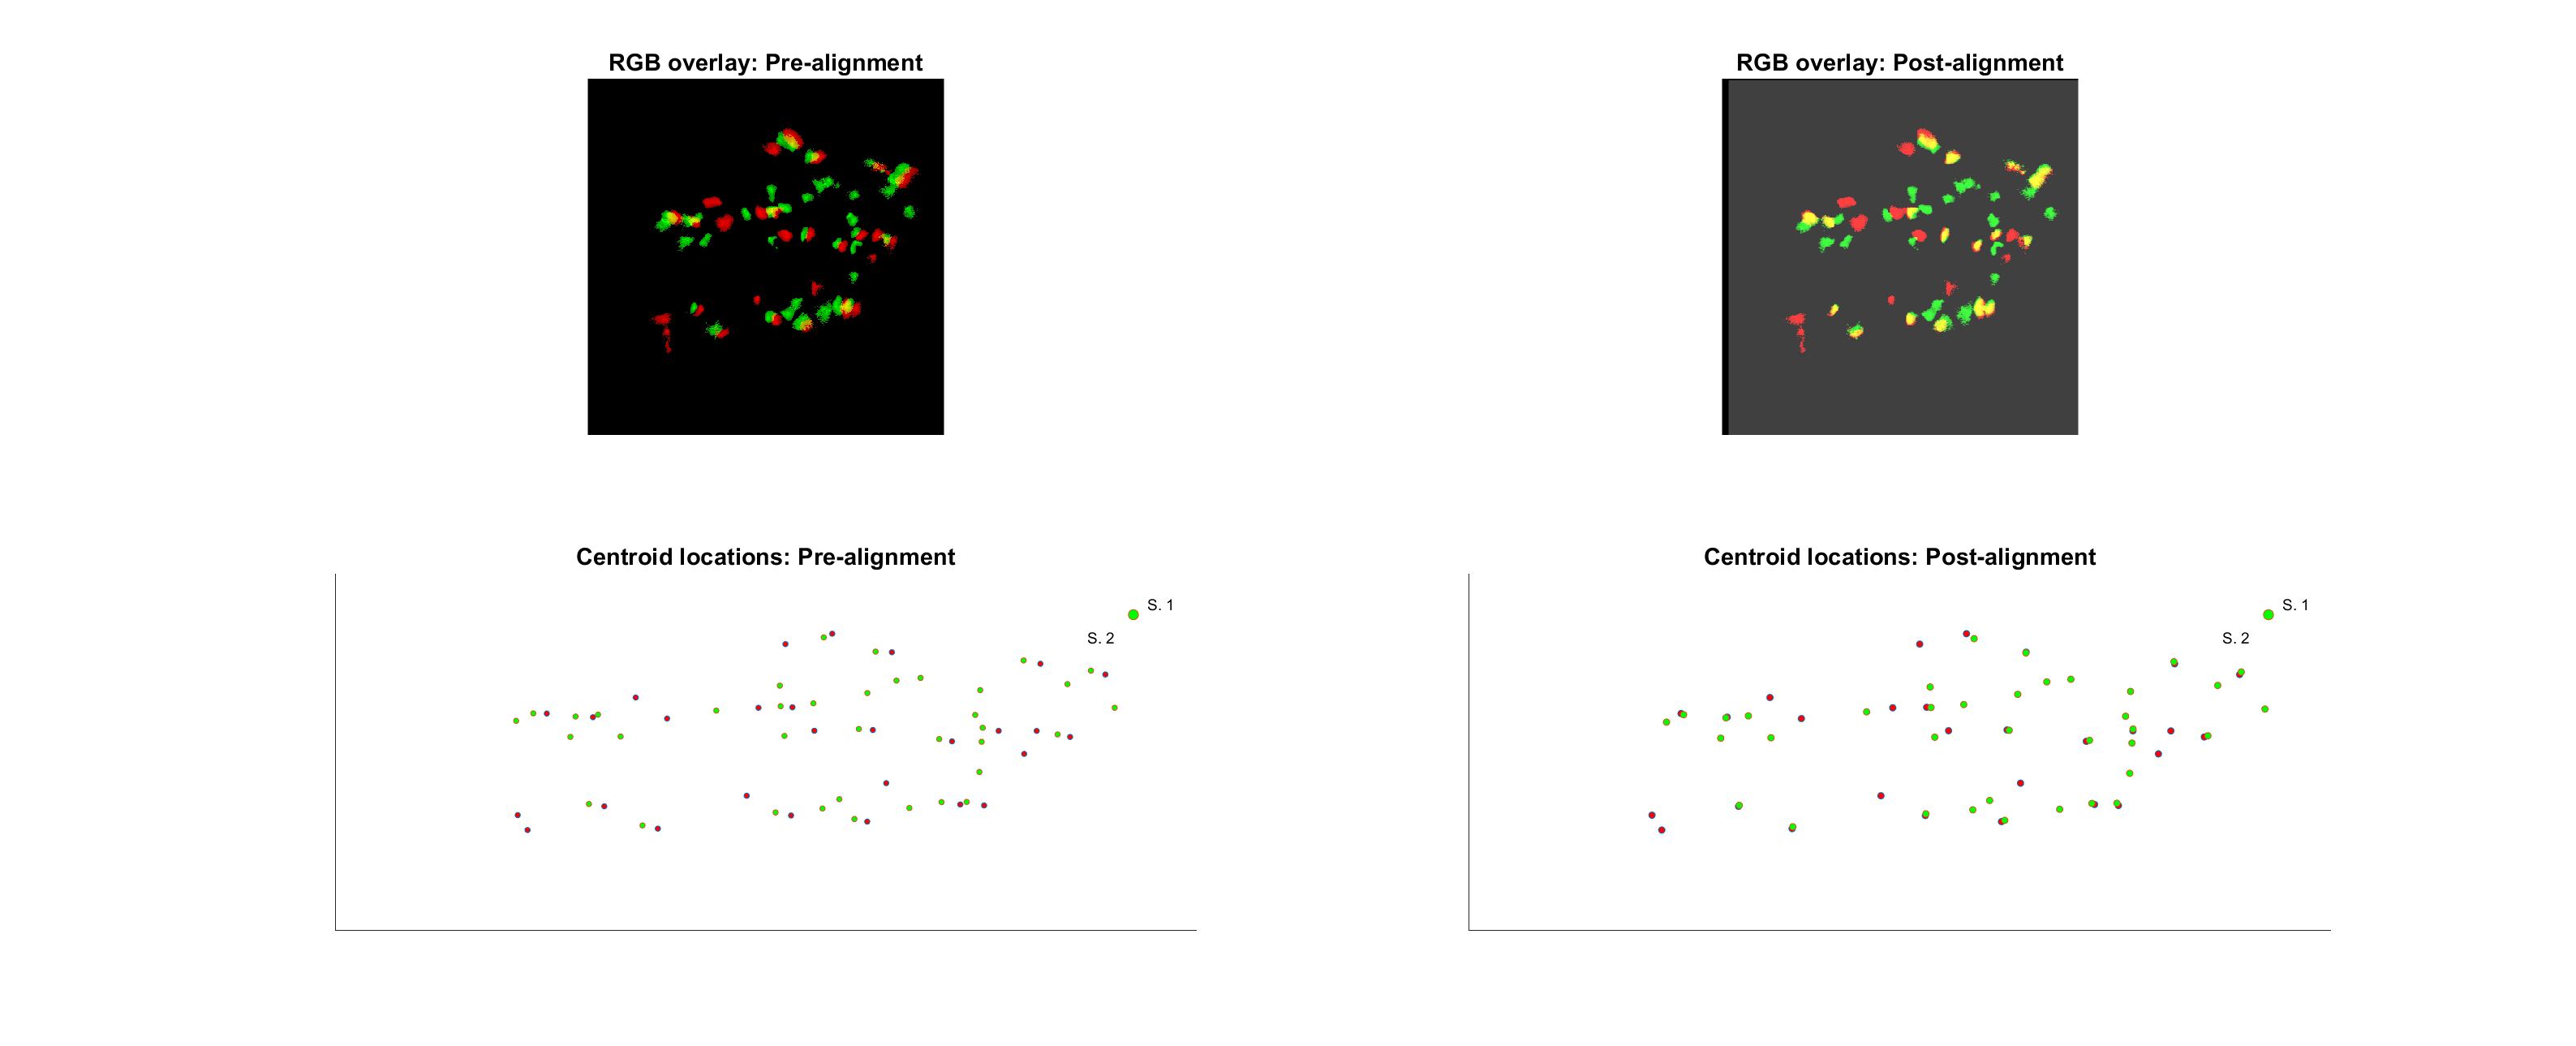 RGB overlay: Pre-alignment
RGB overlay: Post-alignment
Centroid locations: Pre-alignment
S. 1
S. 2
Centroid locations: Post-alignment
S. 1
S. 2